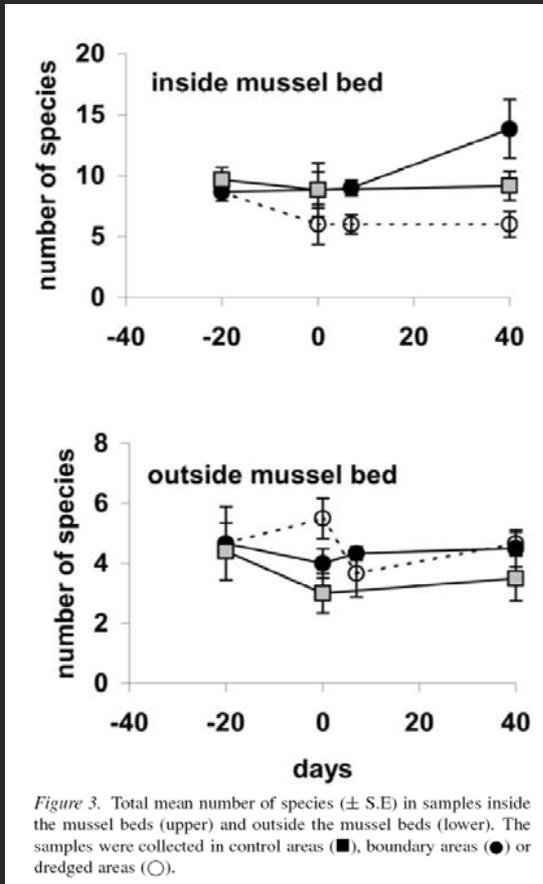 20
inside mussel bed
15
10
5
0
number of species
-40 -20 0 20 40
8
outside mussel bed
6
4
2
0
number of species
-40 -20 0 20 40
days
Figure 3. Total mean number of species (± S.E) in samples inside
the mussel beds (upper) and outside the mussel beds (lower). The
samples were collected in control areas (■), boundary areas (●) or
dredged areas (○).